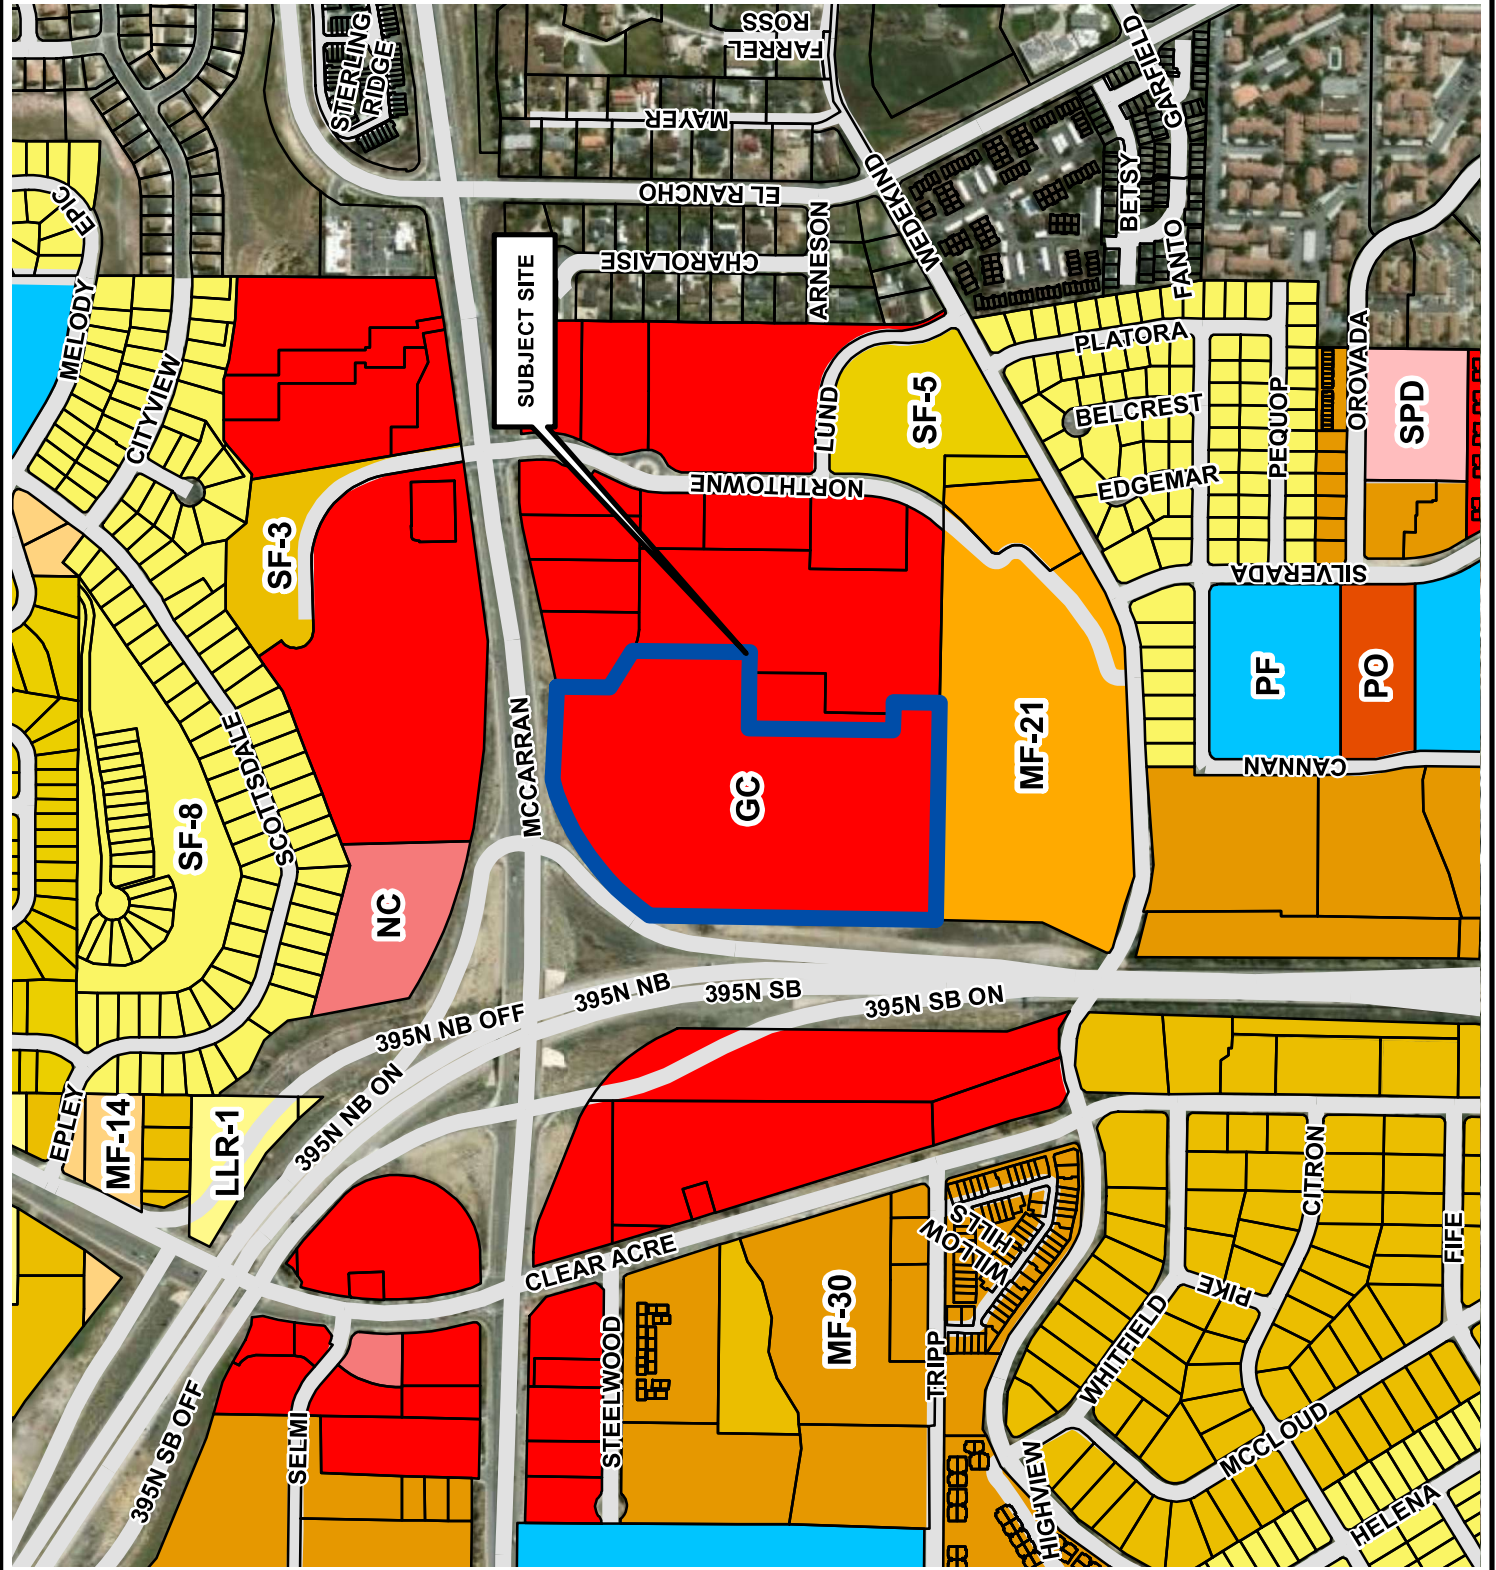 STERLING
RIDGE
ROSS
FARREL
GARFIELD
MAYER
WEDEKIND
BETSY
EL RANCHO
EPIC
ARNESON
CHAROLAISE
FANTO
SUBJECT SITE
MELODY
CITYVIEW
PLATORA
OROVADA
LUND
SF-5
BELCREST
PEQUOP
SPD
EDGEMAR
NORTHTOWNE
SF-3
SILVERADA
PF
PO
SCOTTSDALE
MCCARRAN
MF-21
CANNAN
GC
SF-8
NC
395N NB
395N SB
395N SB ON
395N NB OFF
395N NB ON
EPLEY
MF-14
LLR-1
CITRON
WILLOW
HILLS
FIFE
CLEAR ACRE
PIKE
MF-30
WHITFIELD
TRIPP
STEELWOOD
395N SB OFF
SELMI
MCCLOUD
HIGHVIEW
HELENA